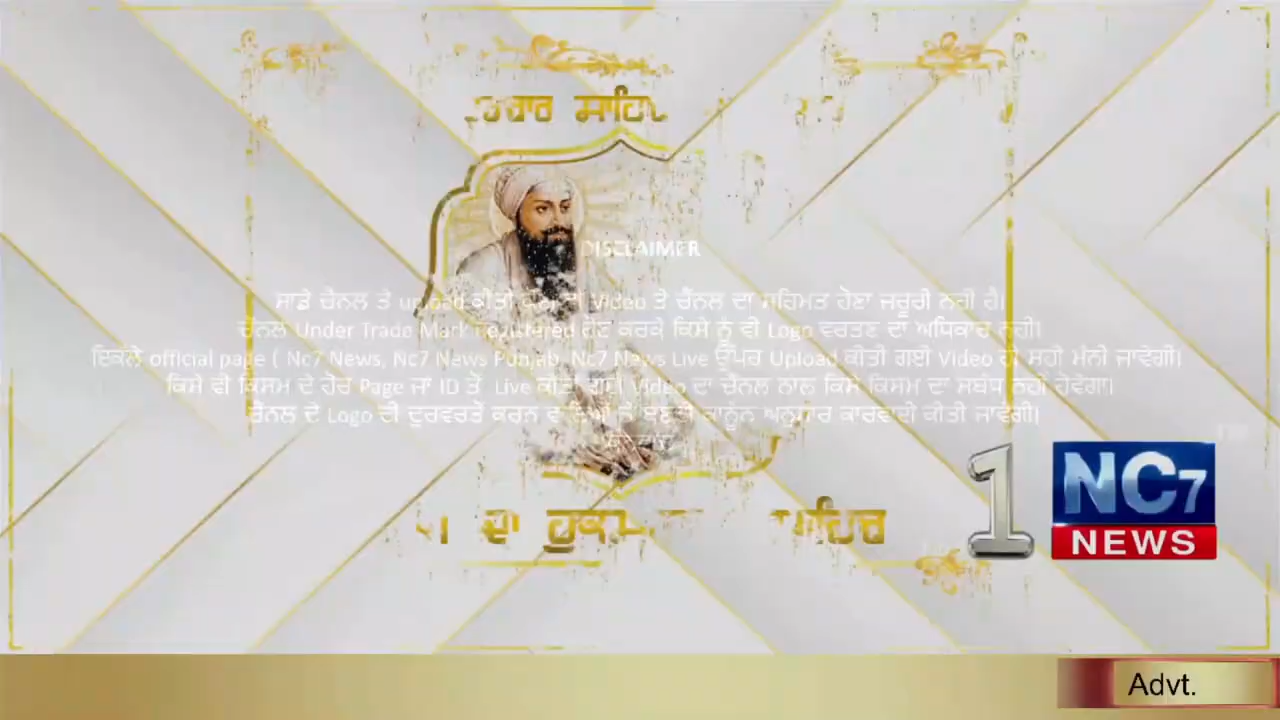 ਸਾਹਿਬ
DISCLAIMER
ਸਾਡੇ ਚੈਨਲ ਤੇ upload ਕੀਤੀ Video ਤੇ ਚੈਨਲ ਦਾ ਸਹਿਮਤ ਹੋਣਾ ਜਰੂਰੀ ਨਹੀ ਹੈ।
ਚੈਨਲ Under Trade Mark Registered ਹੋਣ ਕਰਕੇ ਕਿਸੇ ਨੂੰ ਵੀ Logo ਵਰਤਣ ਦਾ ਅਧਿਕਾਰ ਨਹੀ।
ਇਕਲੇ official page ( Nc7 News, Nc7 News Punjab, Nc7 News Live ਉੱਪਰ Upload ਕੀਤੀ ਗਈ Video ਹੀ ਸਹੀ ਮੰਨੀ ਜਾਵੇਗੀ।
ਕਿਸੇ ਵੀ ਕਿਸਮ ਦੇ ਹੋਰ Page ਜਾਂ ID ਤੋਂ Live ਕੀਤੀ ਗਈ Video ਦਾ ਚੈਨਲ ਨਾਲ ਕਿਸੇ ਕਿਸਮ ਦਾ ਸਬੰਧ ਨਹੀਂ ਹੋਵੇਗਾ।
ਚੈਨਲ ਦੇ Logo ਦੀ ਦੁਰਵਰਤੋਂ ਕਰਨ ਕਾਨੂੰਨ ਅਨੁਸਾਰ ਕਾਰਵਾਈ ਕੀਤੀ ਜਾਵੇਗੀ।
ਦਾ ਸਾਹਿਬ
1 NC7
NEWS
Advt.